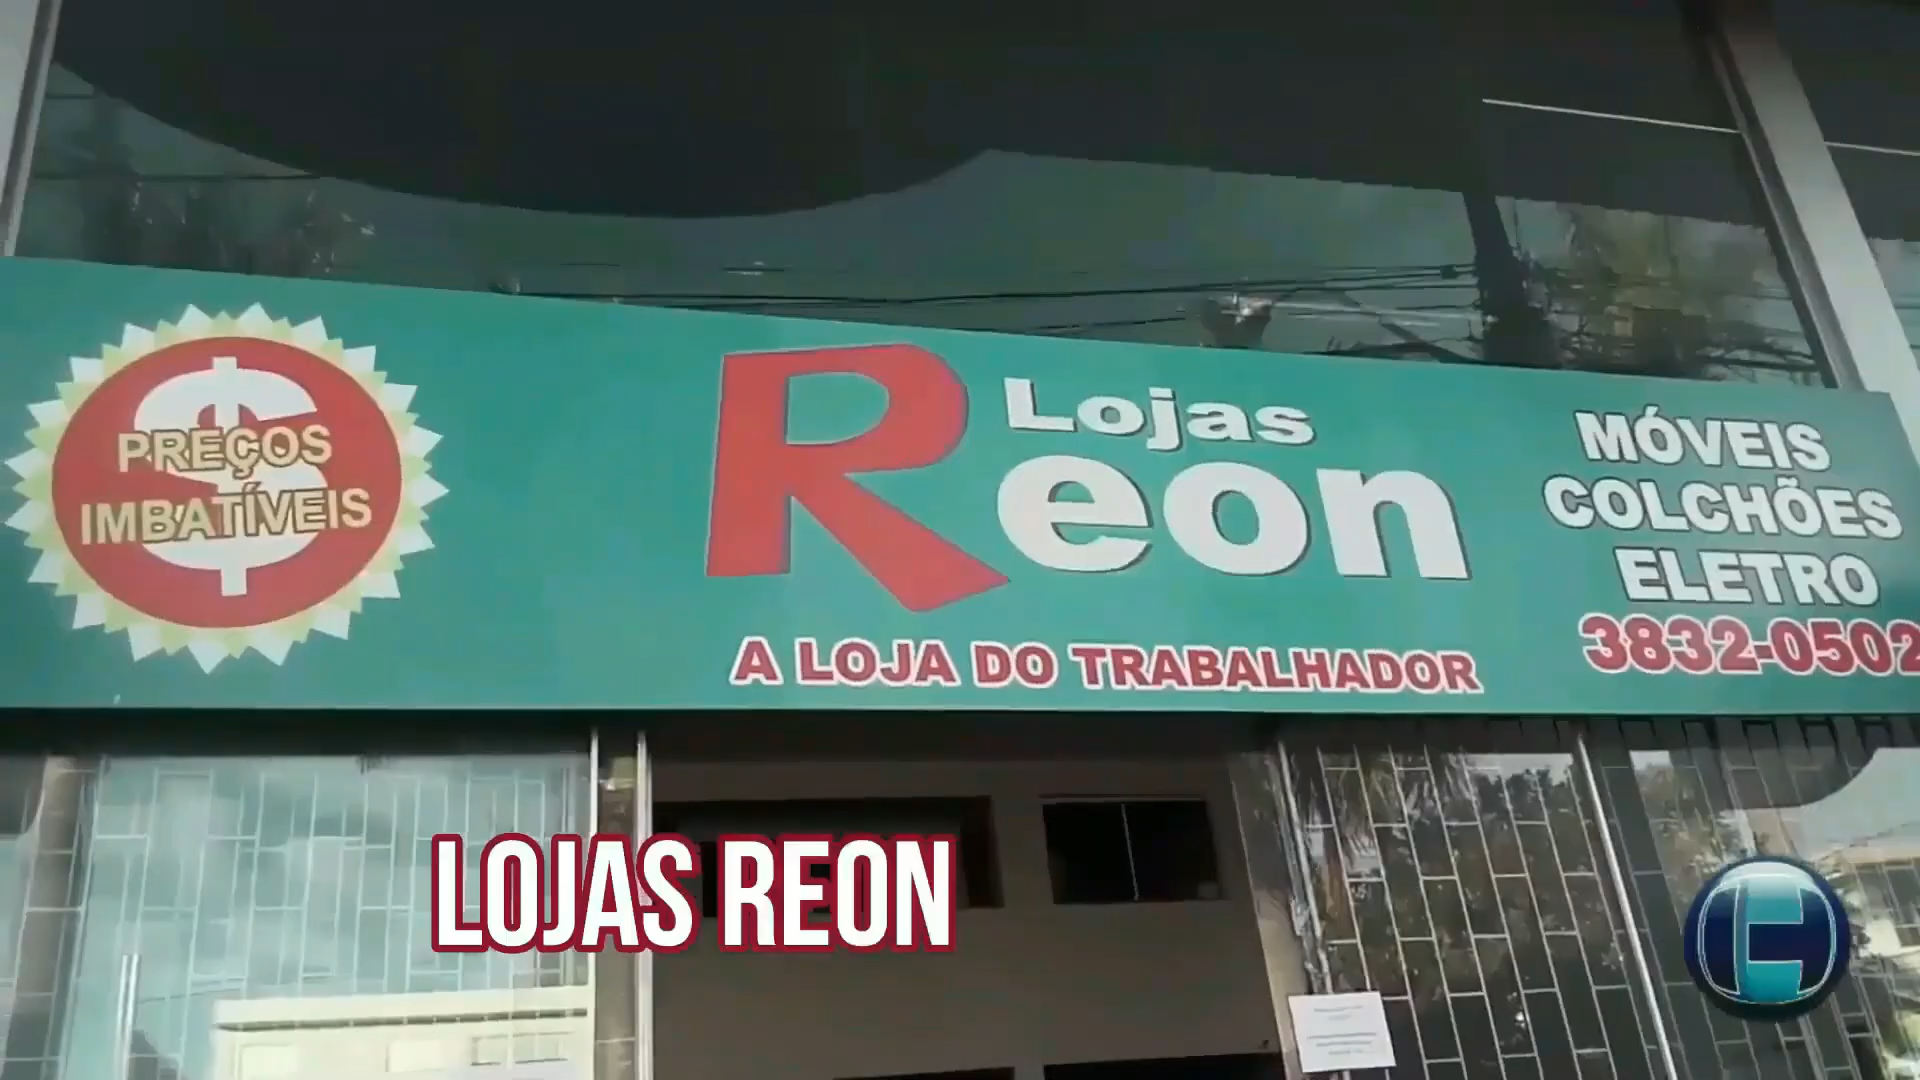 PREÇOS
IMBATÍVEIS
Lojas
Reon
A LOJA DO TRABALHADOR
MÓVEIS
COLCHÕES
ELETRO
3832-0502
LOJAS REON